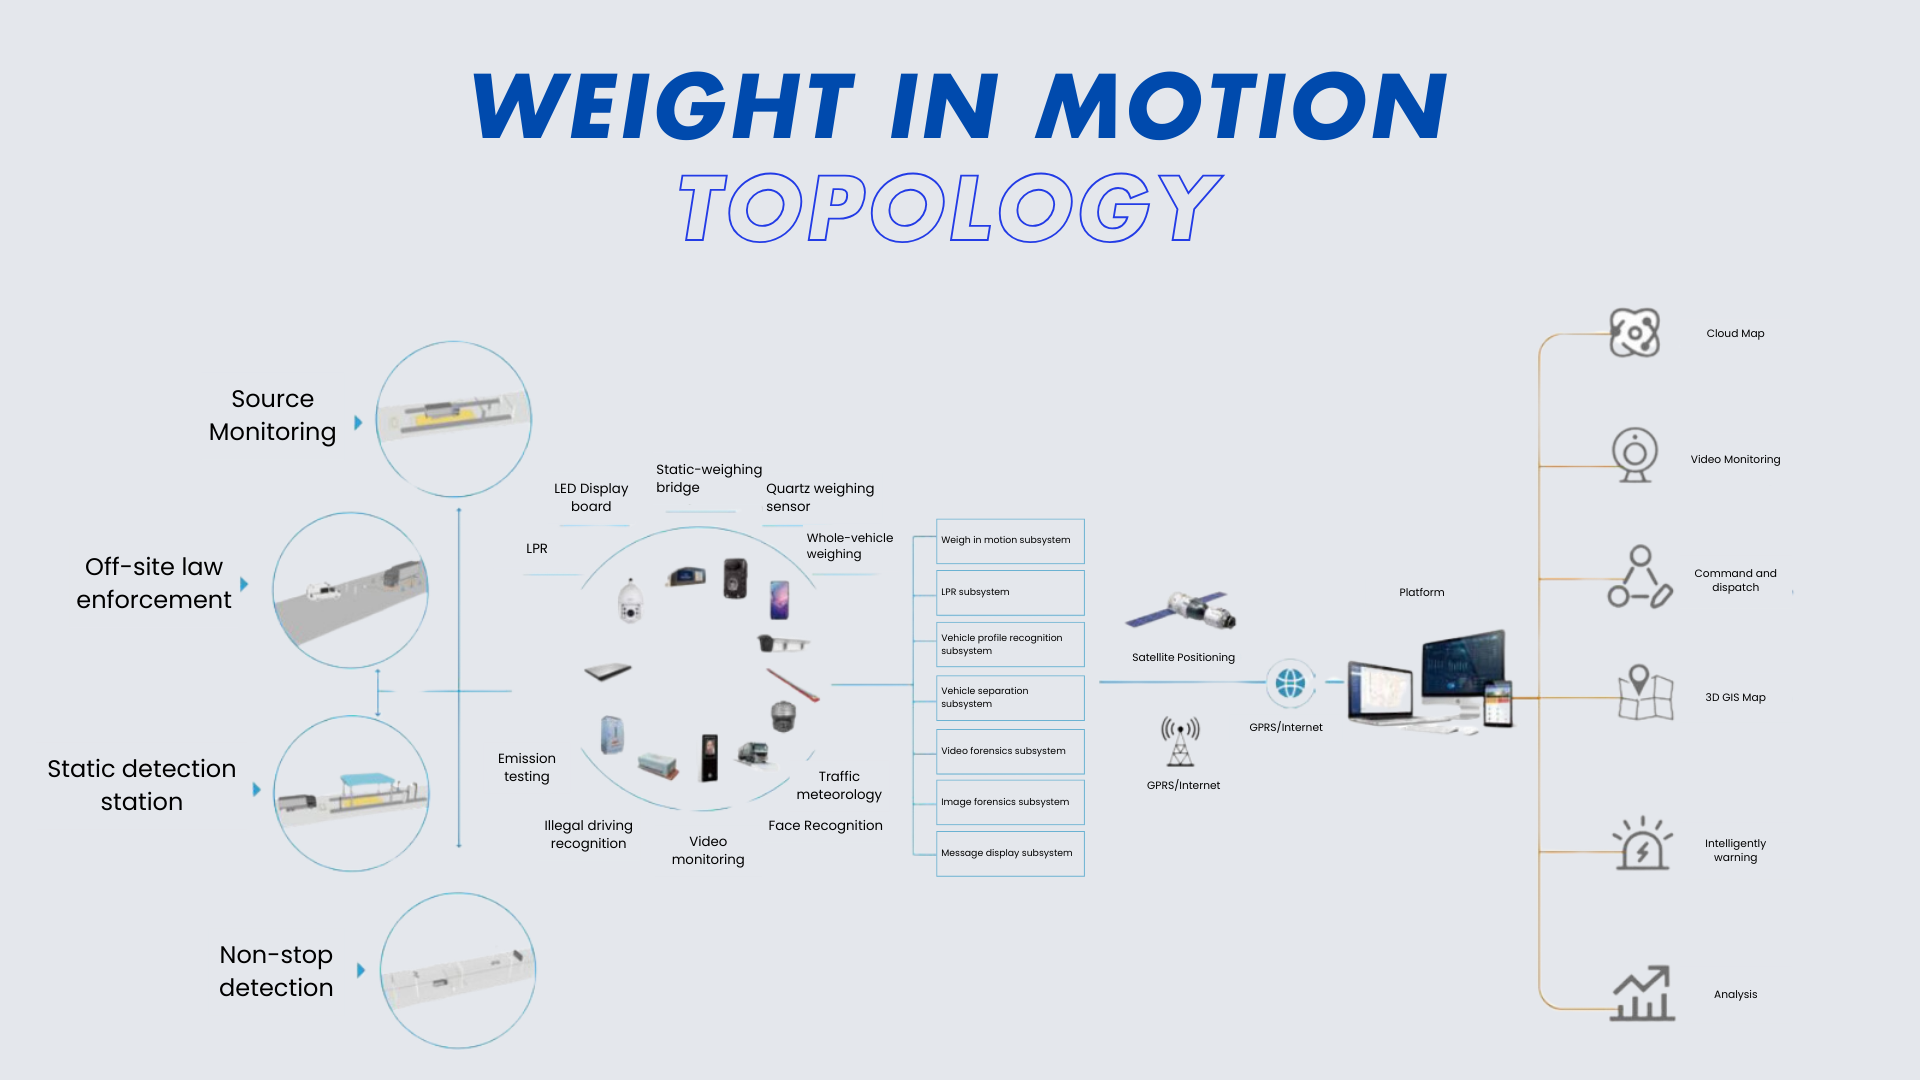 WEIGHT IN MOTION
TOPOLOGY
Source
Monitoring
Off-site law
enforcement
Static detection
station
Non-stop
detection
LED Display
board
Static-weighing
bridge
Quartz weighing
sensor
LPR
Whole-vehicle
weighing
Emission
testing
Illegal driving
recognition
Video
monitoring
Face Recognition
Traffic
meteorology
Weigh in motion subsystem
LPR subsystem
Vehicle profile recognition
subsystem
Vehicle separation
subsystem
Video forensics subsystem
Image forensics subsystem
Message display subsystem
Satellite Positioning
GPRS/Internet
GPRS/Internet
Platform
Cloud Map
Video Monitoring
Command and
dispatch
3D GIS Map
Intelligently
warning
Analysis